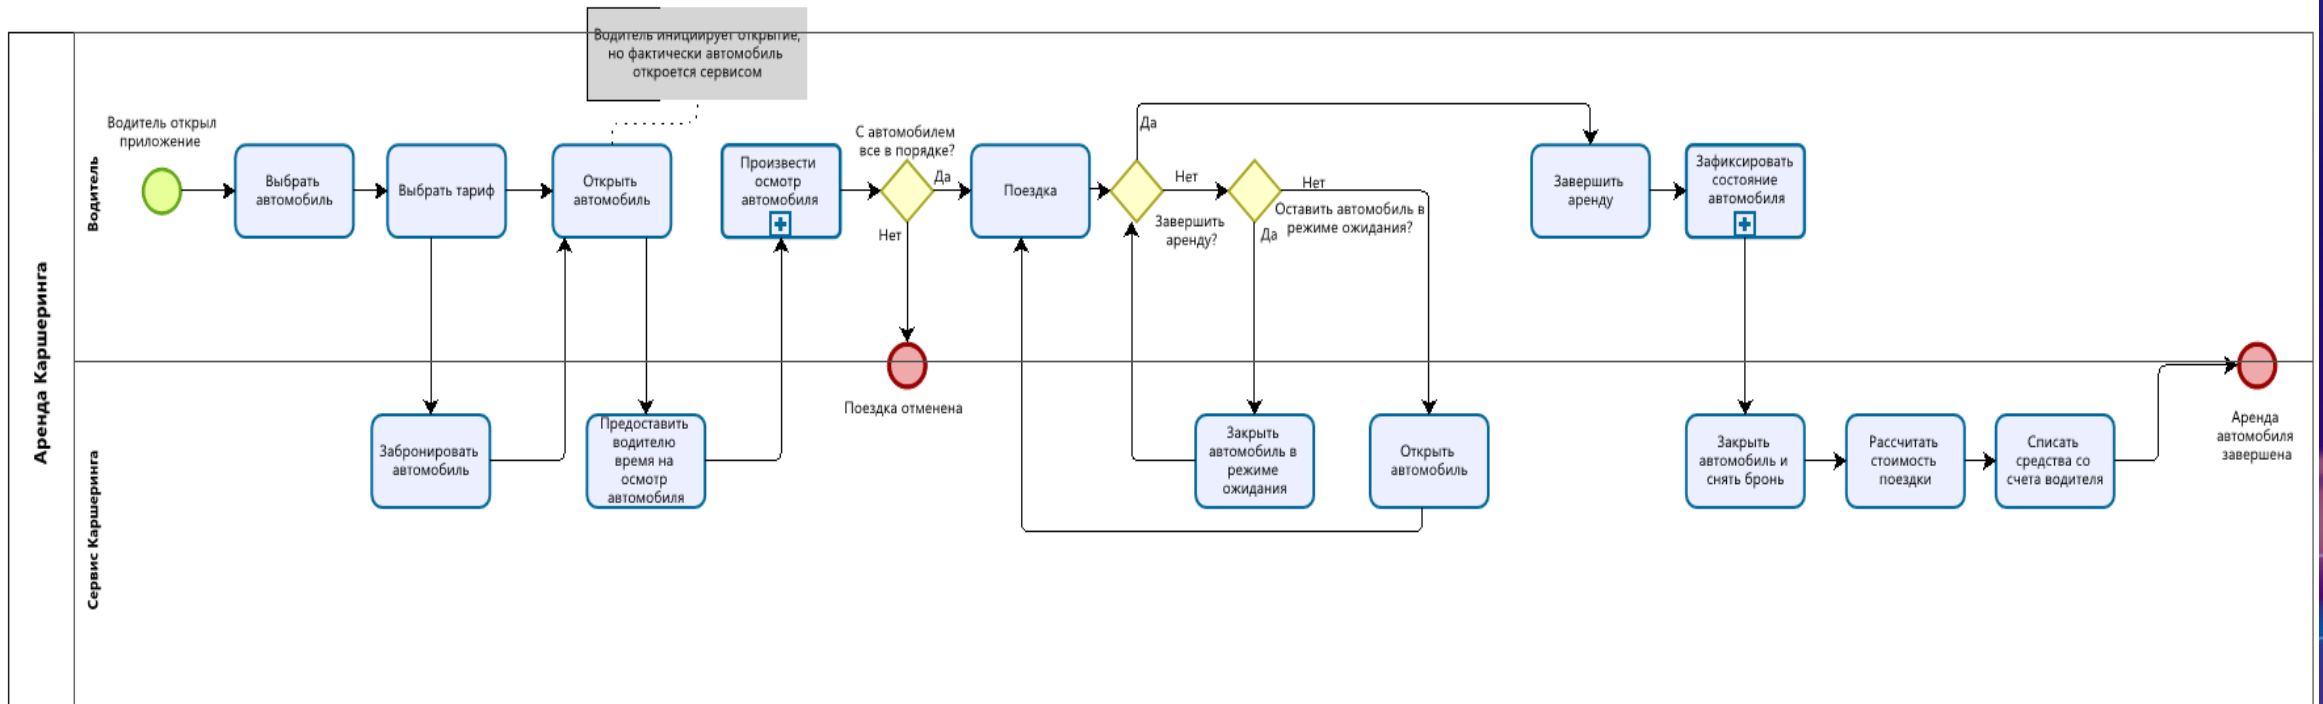 Водитель инициирует открытие,
но фактически автомобиль
откроется сервисом
Аренда Каршеринга
Водитель
Водитель открыл
приложение
Выбрать
автомобиль
Выбрать тариф
Открыть
автомобиль
Произвести
осмотр
автомобиля
С автомобилем
все в порядке?
Да
Нет
Поездка
Да
Нет
Завершить
аренду?
Нет
Оставить автомобиль в
режиме ожидания?
Да
Завершить
аренду
Зафиксировать
состояние
автомобиля
Сервис Каршеринга
Забронировать
автомобиль
Предоставить
водителю
время на
осмотр
автомобиля
Поездка отменена
Закрыть
автомобиль в
режиме
ожидания
Открыть
автомобиль
Закрыть
автомобиль и
снять бронь
Рассчитать
стоимость
поездки
Списать
средства со
счета водителя
Аренда
автомобиля
завершена